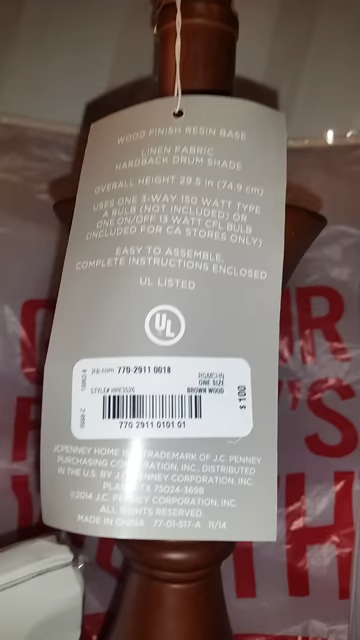 WOOD FINISH RESIN BASE
LINEN FABRIC
HARDBACK DRUM SHADE
OVERALL HEIGHT 29.5 in (74.9 cm)
USES ONE 3-WAY 150 WATT TYPE
A BULB (NOT INCLUDED) OR
ONE ON/OFF 13 WATT CFL BULB
(INCLUDED FOR CA STORES ONLY)
EASY TO ASSEMBLE,
COMPLETE INSTRUCTIONS ENCLOSED
UL LISTED
UL
jcp.com 770-2911 0018
RGMCHN
ONE SIZE
BROWN WOOD
$ 100
770 2911 0101 01
JCPENNEY HOME IS A TRADEMARK OF J.C. PENNEY
PURCHASING CORPORATION, INC., DISTRIBUTED
IN THE U.S. BY J.C. PENNEY CORPORATION, INC.
PLANO, TX 75024-3698
©2014 J.C. PENNEY CORPORATION, INC.
ALL RIGHTS RESERVED.
MADE IN CHINA 77-01-517-A 11/14